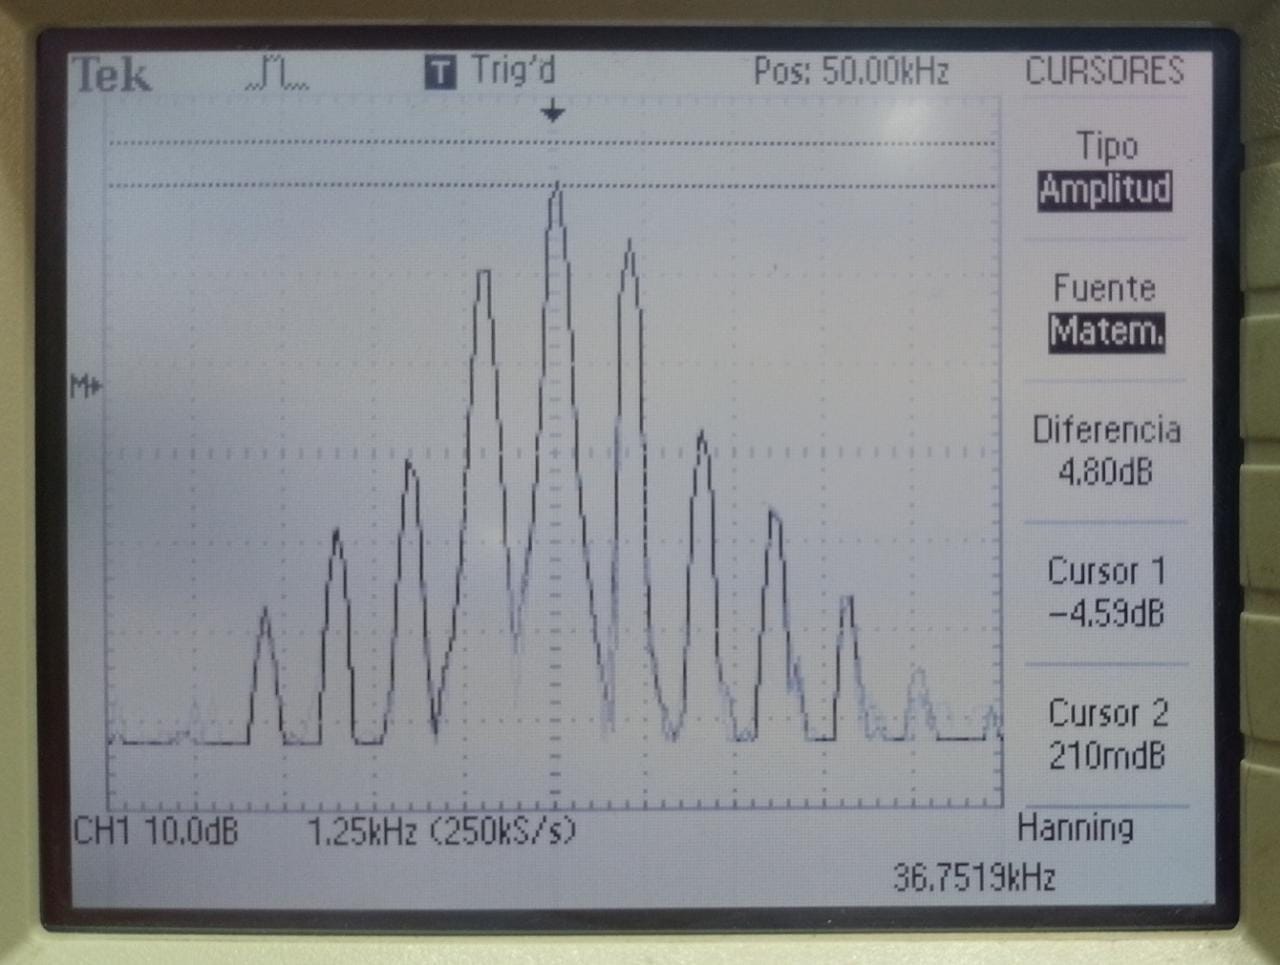 Tek
T Trig'd
Pos: 50.00kHz
CURSORES
Tipo
Amplitud
Fuente
Matem.
M
Diferencia
4.80dB
Cursor 1
-4.59dB
Cursor 2
210mdB
CH1 10.0dB
1.25kHz (250kS/s)
Hanning
36.7519kHz